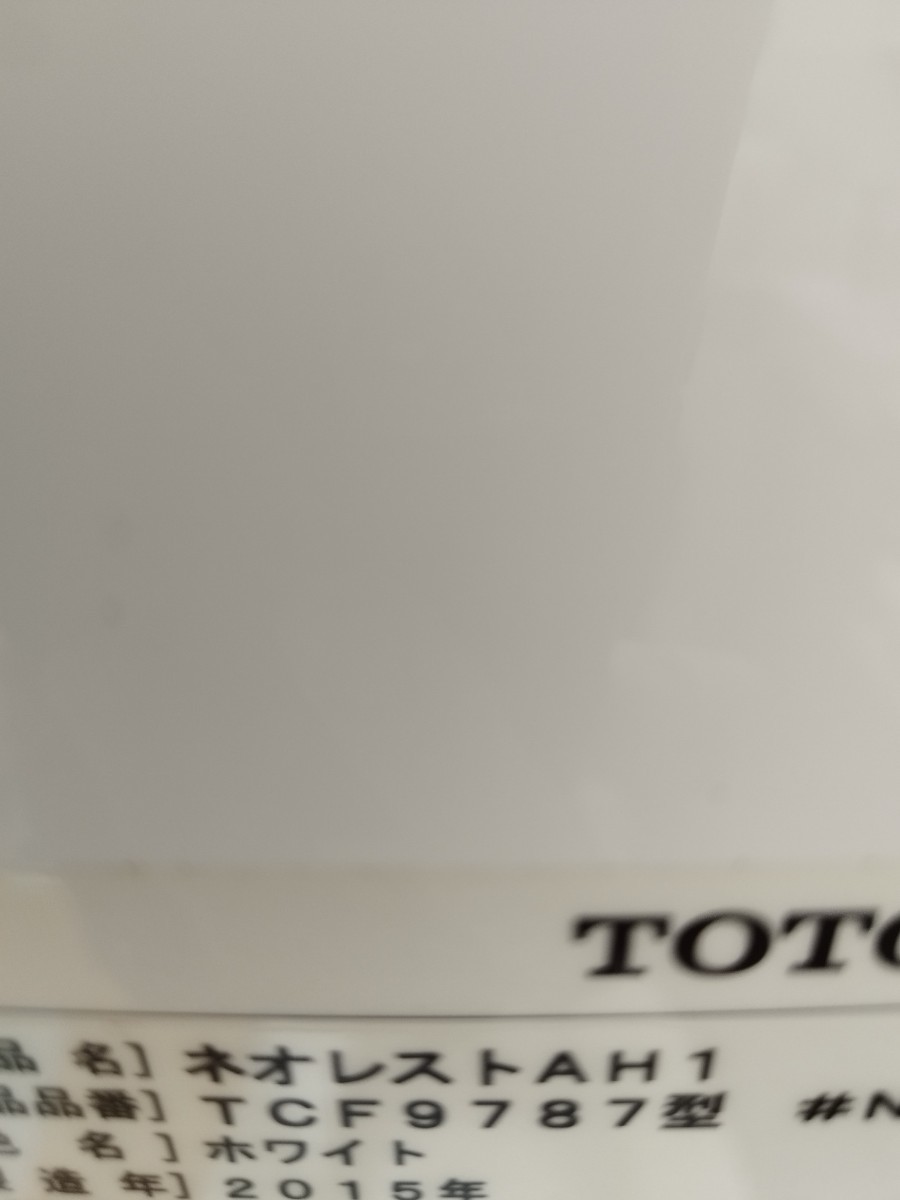 TOTO
品 名] ネオレストAH1
品番] TCF9787型 #N
名 ] ホワイト
造 年] 2015年